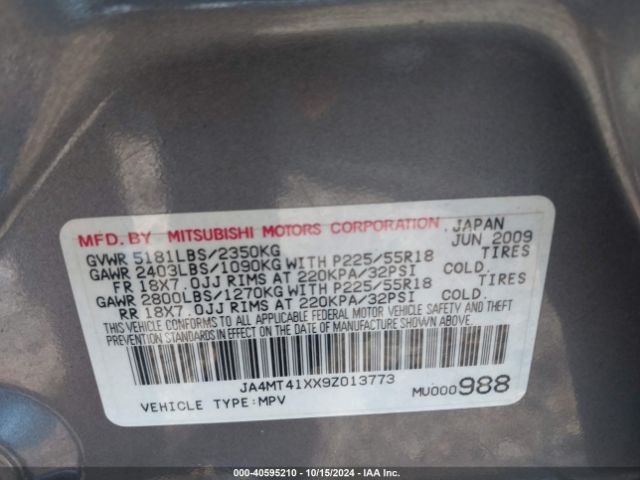 MFD. BY MITSUBISHI MOTORS CORPORATION JAPAN
JUN 2009
GVWR 5181LBS/2350KG
GAWR 2403LBS/1090KG WITH P225/55R18 TIRES
FR 18X7.0JJ RIMS AT 220KPA/32PSI COLD.
GAWR 2800LBS/1270KG WITH P225/55R18 TIRES
RR 18X7.0JJ RIMS AT 220KPA/32PSI COLD.
THIS VEHICLE CONFORMS TO ALL APPLICABLE FEDERAL MOTOR VEHICLE SAFETY AND THEFT
PREVENTION STANDARDS IN EFFECT ON THE DATE OF MANUFACTURE SHOWN ABOVE.
JA4MT41XX9Z013773
VEHICLE TYPE:MPV MU000988
000-40595210 - 10/15/2024 - IAA Inc.